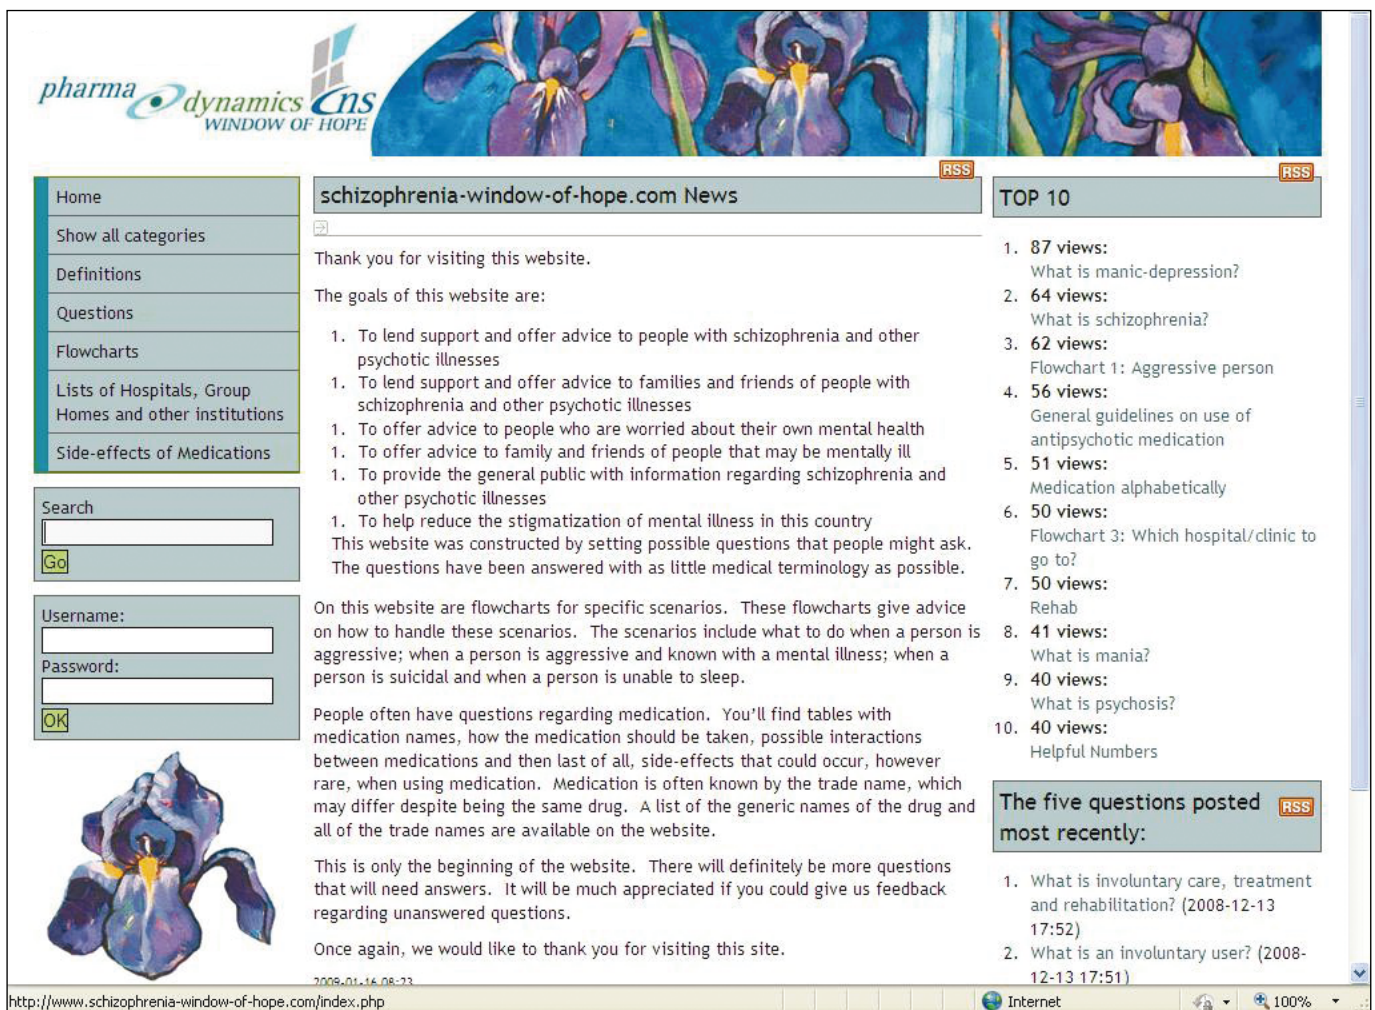 pharma dynamics cns
WINDOW OF HOPE
Home
Show all categories
Definitions
Questions
Flowcharts
Lists of Hospitals, Group
Homes and other institutions
Side-effects of Medications
Search
Go
Username:
Password:
OK
RSS
schizophrenia-window-of-hope.com News
Thank you for visiting this website.
The goals of this website are:
1. To lend support and offer advice to people with schizophrenia and other
psychotic illnesses
1. To lend support and offer advice to families and friends of people with
schizophrenia and other psychotic illnesses
1. To offer advice to people who are worried about their own mental health
1. To offer advice to family and friends of people that may be mentally ill
1. To provide the general public with information regarding schizophrenia and
other psychotic illnesses
1. To help reduce the stigmatization of mental illness in this country
This website was constructed by setting possible questions that people might ask.
The questions have been answered with as little medical terminology as possible.
On this website are flowcharts for specific scenarios. These flowcharts give advice
on how to handle these scenarios. The scenarios include what to do when a person is
aggressive; when a person is aggressive and known with a mental illness; when a
person is suicidal and when a person is unable to sleep.
People often have questions regarding medication. You'll find tables with
medication names, how the medication should be taken, possible interactions
between medications and then last of all, side-effects that could occur, however
rare, when using medication. Medication is often known by the trade name, which
may differ despite being the same drug. A list of the generic names of the drug and
all of the trade names are available on the website.
This is only the beginning of the website. There will definitely be more questions
that will need answers. It will be much appreciated if you could give us feedback
regarding unanswered questions.
Once again, we would like to thank you for visiting this site.
2009-01-16 08:23
RSS
TOP 10
1. 87 views:
What is manic-depression?
2. 64 views:
What is schizophrenia?
3. 62 views:
Flowchart 1: Aggressive person
4. 56 views:
General guidelines on use of
antipsychotic medication
5. 51 views:
Medication alphabetically
6. 50 views:
Flowchart 3: Which hospital/clinic to
go to?
7. 50 views:
Rehab
8. 41 views:
What is mania?
9. 40 views:
What is psychosis?
10. 40 views:
Helpful Numbers
The five questions posted RSS
most recently:
1. What is involuntary care, treatment
and rehabilitation? (2008-12-13
17:52)
2. What is an involuntary user? (2008-
12-13 17:51)
http://www.schizophrenia-window-of-hope.com/index.php
Internet
100%